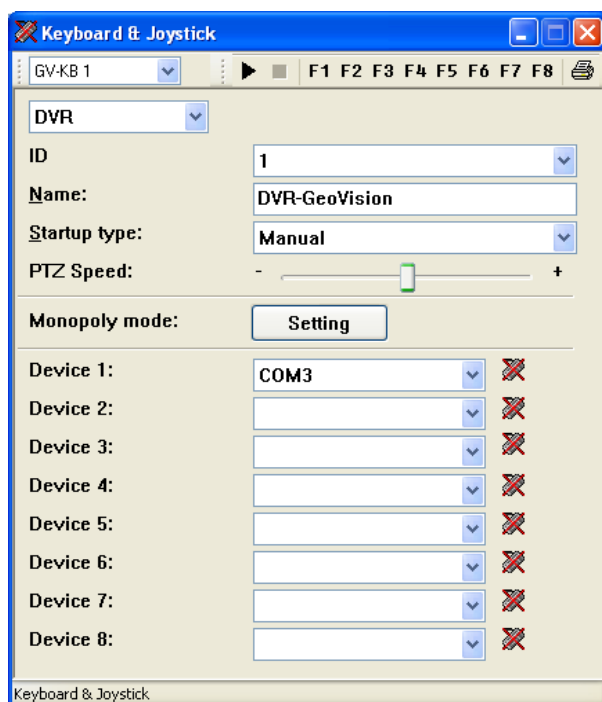 Keyboard & Joystick
GV-KB 1 F1 F2 F3 F4 F5 F6 F7 F8
DVR
ID 1
Name: DVR-GeoVision
Startup type: Manual
PTZ Speed: - +
Monopoly mode: Setting
Device 1: COM3
Device 2:
Device 3:
Device 4:
Device 5:
Device 6:
Device 7:
Device 8:
Keyboard & Joystick